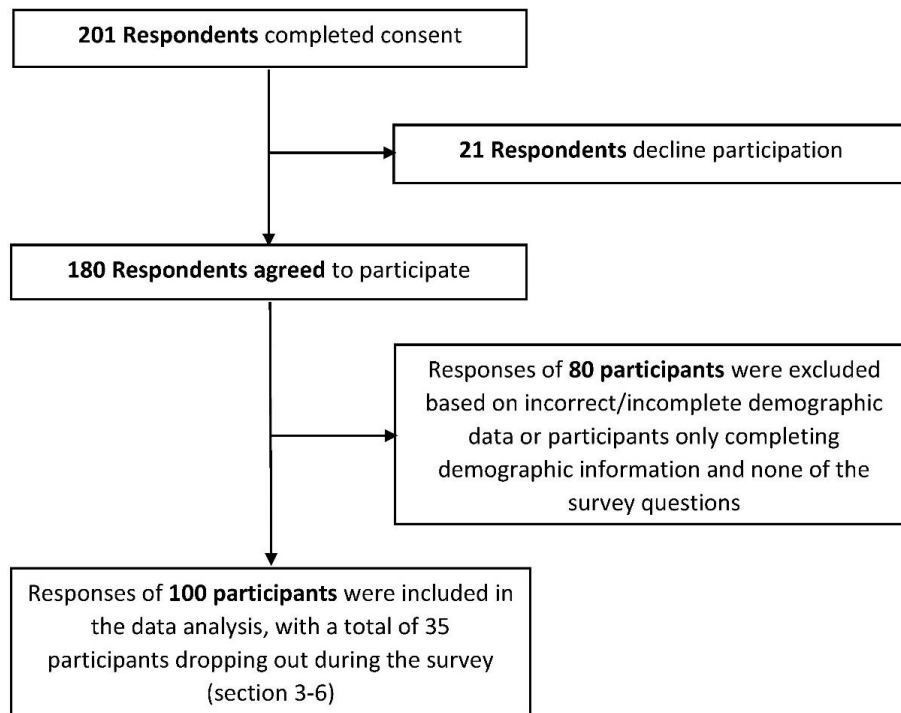 201 Respondents completed consent
21 Respondents decline participation
180 Respondents agreed to participate
Responses of 80 participants were excluded
based on incorrect/incomplete demographic
data or participants only completing
demographic information and none of the
survey questions
Responses of 100 participants were included in
the data analysis, with a total of 35
participants dropping out during the survey
(section 3-6)